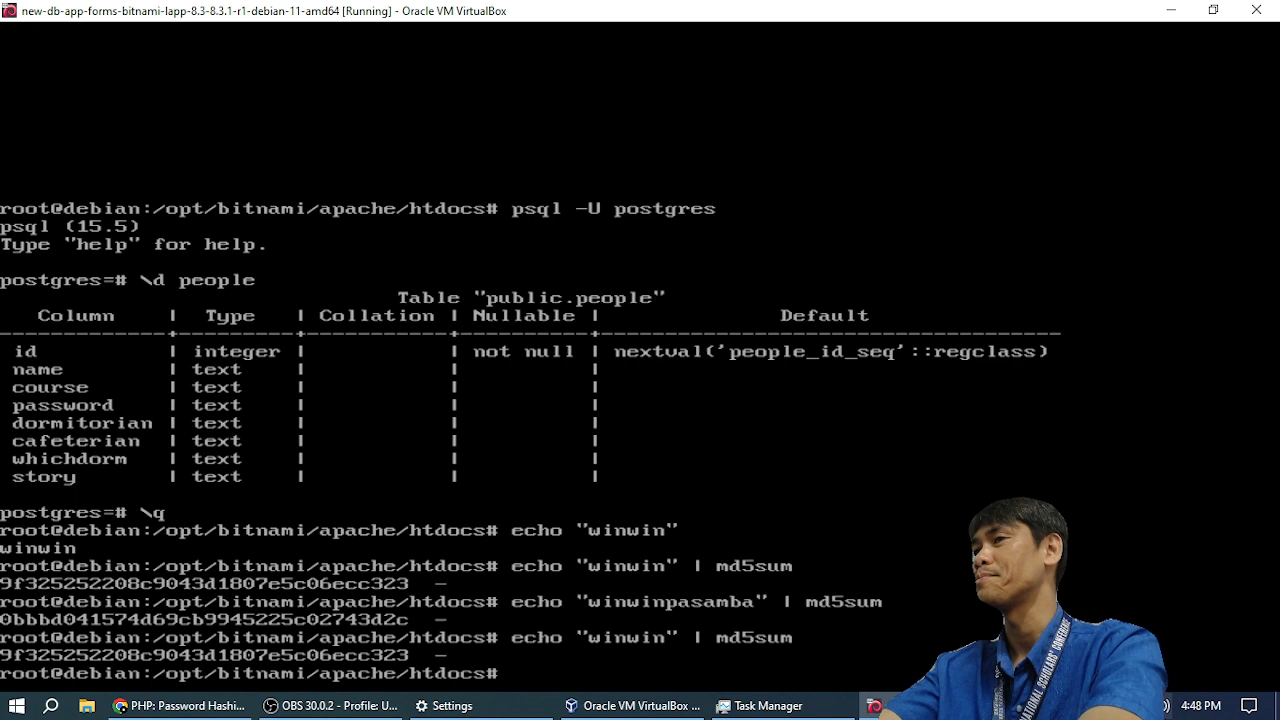 new-db-app-forms-bitnami-lapp-8.3-8.3.1-r1-debian-11-amd64 [Running] - Oracle VM VirtualBox
root@debian:/opt/bitnami/apache/htdocs# psql -U postgres
psql (15.5)
Type "help" for help.
postgres=# \d people
Table "public.people"
Column | Type | Collation | Nullable | Default
------------+---------+-----------+----------+------------------------------------
id | integer | | not null | nextval('people_id_seq'::regclass)
name | text | | |
course | text | | |
password | text | | |
dormitorian | text | | |
cafeterian | text | | |
whichdorm | text | | |
story | text | | |
postgres=# \q
root@debian:/opt/bitnami/apache/htdocs# echo "winwin"
winwin
root@debian:/opt/bitnami/apache/htdocs# echo "winwin" | md5sum
9f325252208c9043d1807e5c06ecc323 -
root@debian:/opt/bitnami/apache/htdocs# echo "winwinpasamba" | md5sum
0bbbd041574d69cb9945225c02743d2c -
root@debian:/opt/bitnami/apache/htdocs# echo "winwin" | md5sum
9f325252208c9043d1807e5c06ecc323 -
root@debian:/opt/bitnami/apache/htdocs#
NATIONAL SCHOLARS' CONFERENCE
PHP: Password Hashi... OBS 30.0.2 - Profile: U... Settings Oracle VM VirtualBox ... Task Manager 4:48 PM